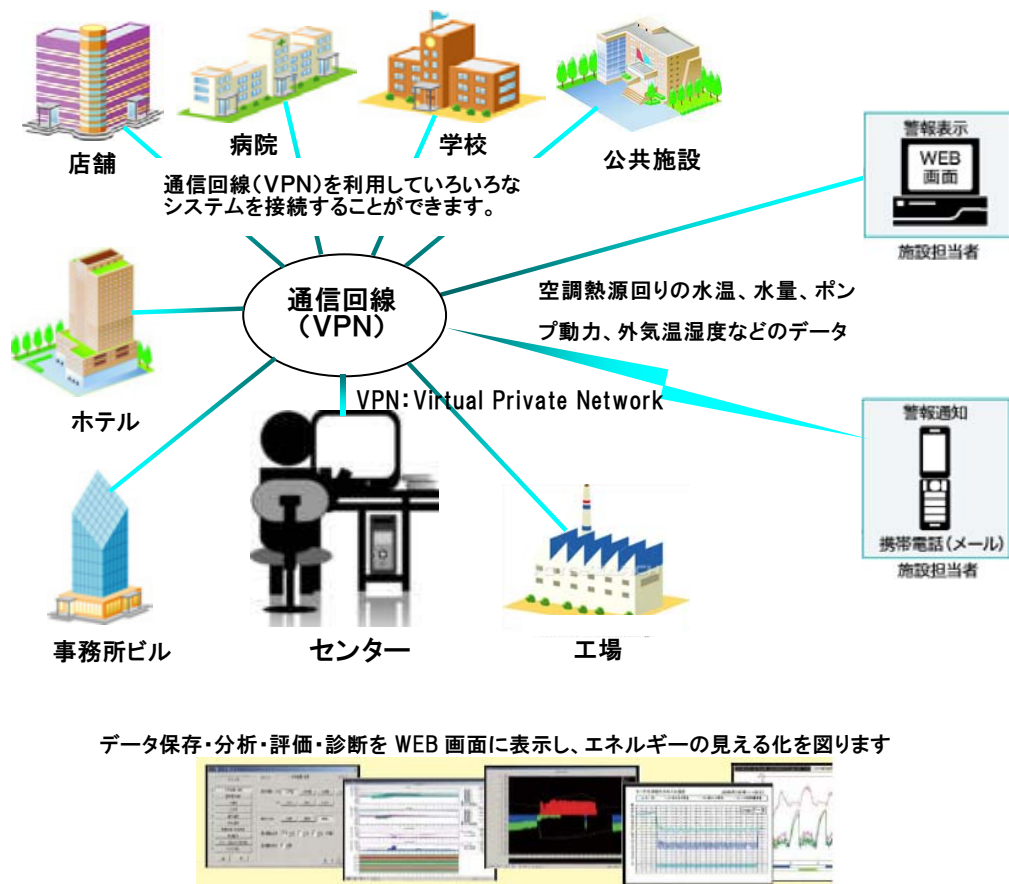 店舗
病院
学校
公共施設
通信回線(VPN)を利用していろいろな
システムを接続することができます。
警報表示
WEB
画面
施設担当者
通信回線
(VPN)
空調熱源回りの水温、水量、ポン
プ動力、外気温湿度などのデータ
ホテル
VPN:Virtual Private Network
警報通知
携帯電話(メール)
施設担当者
事務所ビル
センター
工場
データ保存・分析・評価・診断を WEB 画面に表示し、エネルギーの見える化を図ります